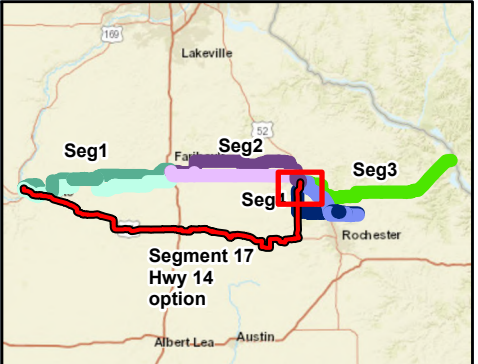 169
Lakeville
52
Seg1
Seg2
Seg3
Seg
Rochester
Segment 17
Hwy 14
option
Albert Lea
Austin